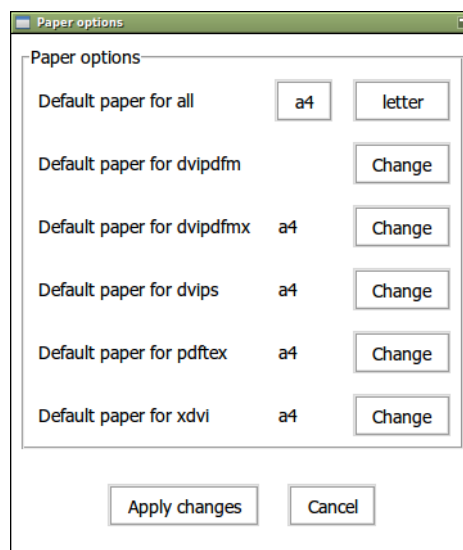 Paper options
Paper options
Default paper for all a4 letter
Default paper for dvipdfm Change
Default paper for dvipdfmx a4 Change
Default paper for dvips a4 Change
Default paper for pdftex a4 Change
Default paper for xdvi a4 Change
Apply changes Cancel